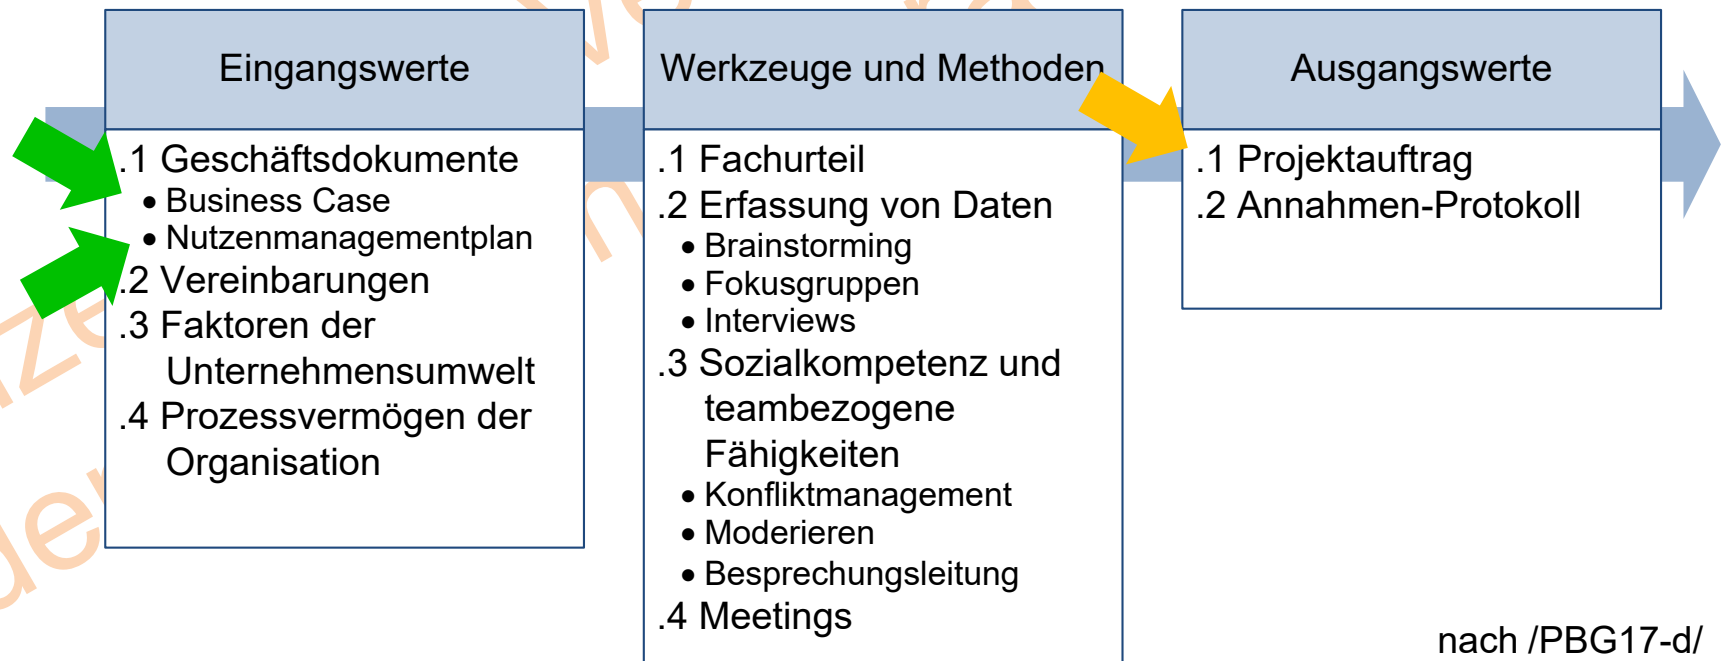 Eingangswerte
.1 Geschäftsdokumente
• Business Case
• Nutzenmanagementplan
.2 Vereinbarungen
.3 Faktoren der
Unternehmensumwelt
.4 Prozessvermögen der
Organisation
Werkzeuge und Methoden
.1 Fachurteil
.2 Erfassung von Daten
• Brainstorming
• Fokusgruppen
• Interviews
.3 Sozialkompetenz und
teambezogene
Fähigkeiten
• Konfliktmanagement
• Moderieren
• Besprechungsleitung
.4 Meetings
Ausgangswerte
.1 Projektauftrag
.2 Annahmen-Protokoll
nach /PBG17-d/